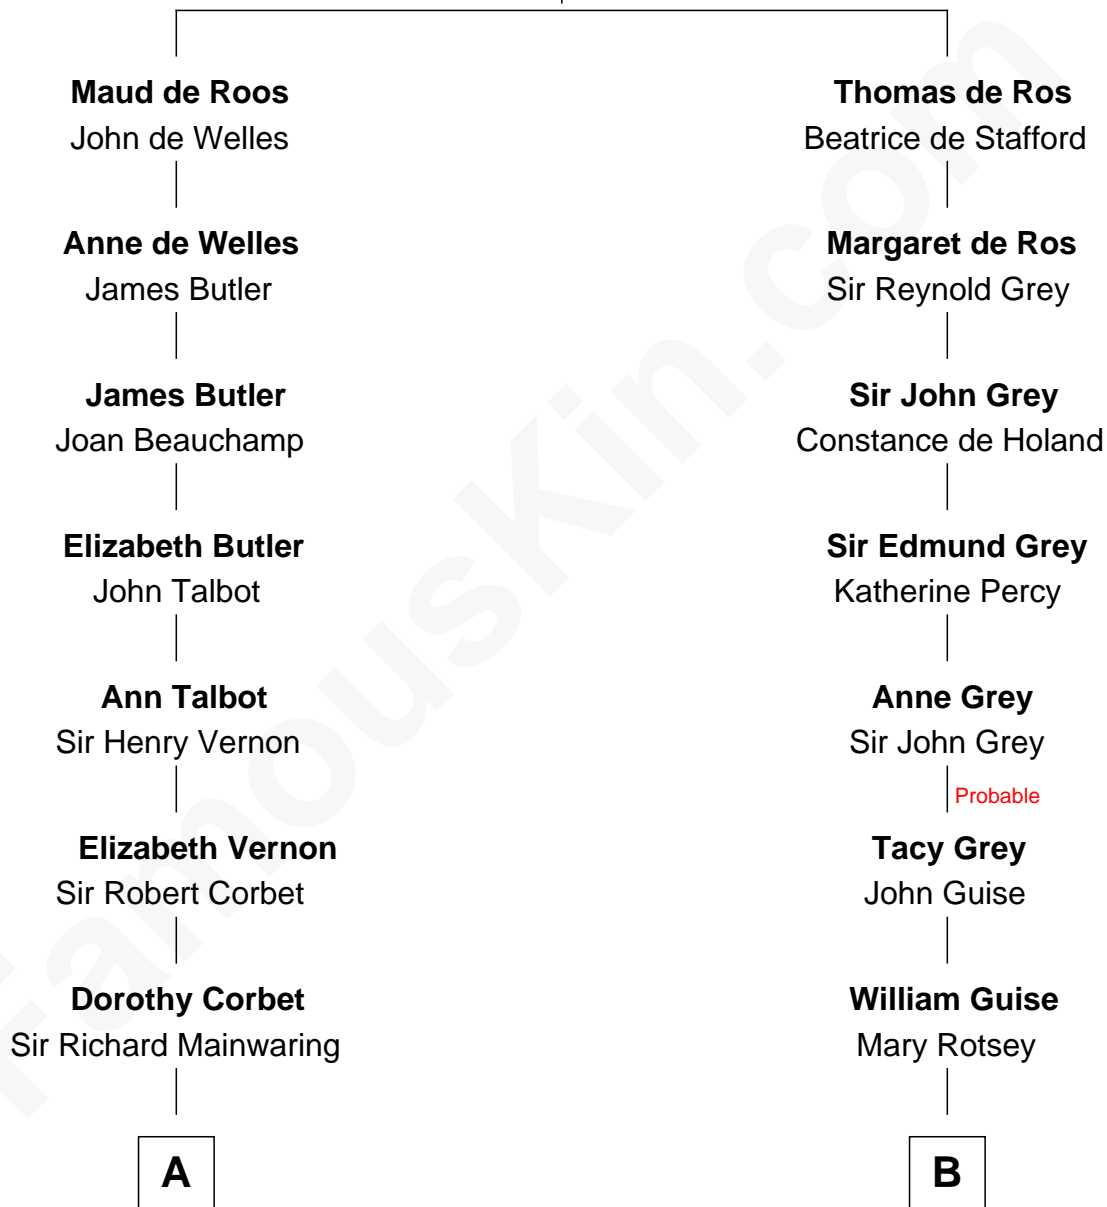 Maud de Roos
John de Welles
Thomas de Ros
Beatrice de Stafford
Anne de Welles
James Butler
Margaret de Ros
Sir Reynold Grey
James Butler
Joan Beauchamp
Sir John Grey
Constance de Holand
Elizabeth Butler
John Talbot
Sir Edmund Grey
Katherine Percy
Ann Talbot
Sir Henry Vernon
Anne Grey
Sir John Grey
Probable
Elizabeth Vernon
Sir Robert Corbet
Tacy Grey
John Guise
Dorothy Corbet
Sir Richard Mainwaring
William Guise
Mary Rotsey
A
B
FamousKin.com